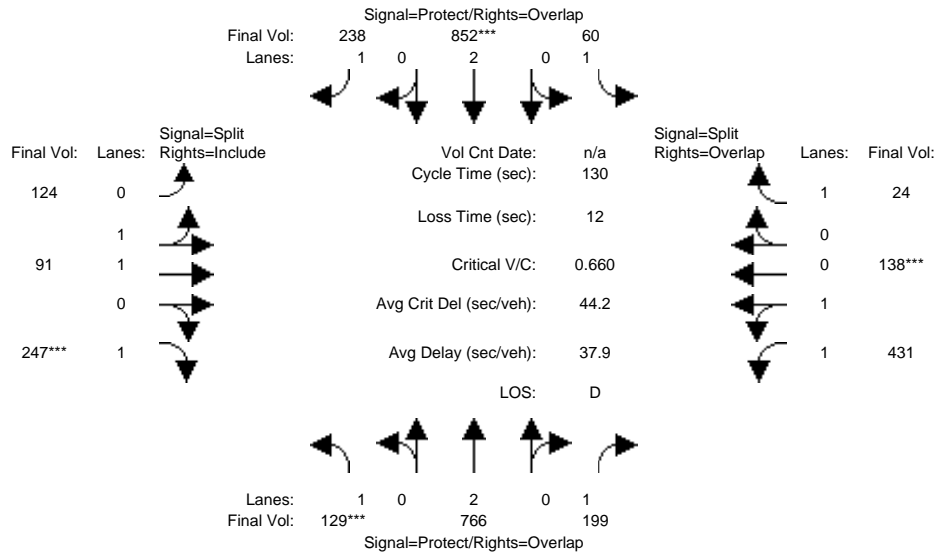 Signal=Protect/Rights=Overlap
Final Vol: 238 852*** 60
Lanes: 1 0 2 0 1
Signal=Split
Final Vol: Lanes: Rights=Include
Vol Cnt Date: n/a
Signal=Split
Rights=Overlap Lanes: Final Vol:
Cycle Time (sec): 130
124 0
1 24
Loss Time (sec): 12
1
0
91 1
Critical V/C: 0.660
0 138***
0
Avg Crit Del (sec/veh): 44.2
1
247*** 1
Avg Delay (sec/veh): 37.9
1 431
LOS: D
Lanes: 1 0 2 0 1
Final Vol: 129*** 766 199
Signal=Protect/Rights=Overlap